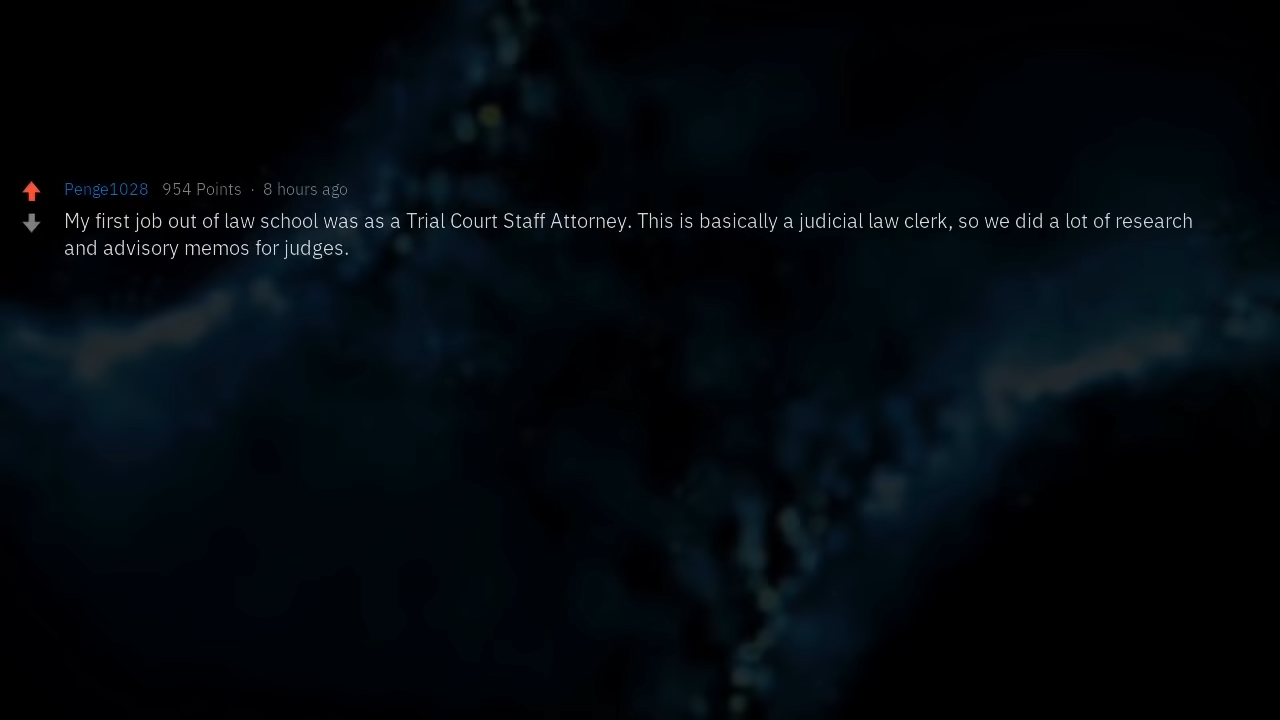 Penge1028 954 Points · 8 hours ago
My first job out of law school was as a Trial Court Staff Attorney. This is basically a judicial law clerk, so we did a lot of research
and advisory memos for judges.